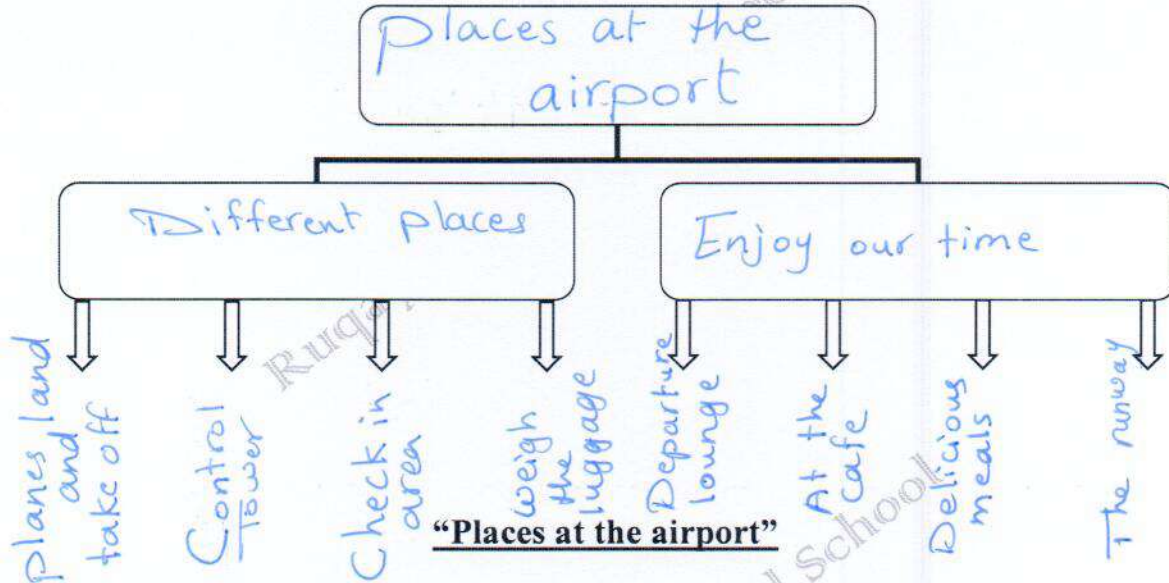 places at the
airport
Different places
Enjoy our time
planes land
and
take off
Control
Tower
Check in
area
weigh
the
luggage
Departure
lounge
At the
cafe
Delicious
meals
The runway
"Places at the airport"
School